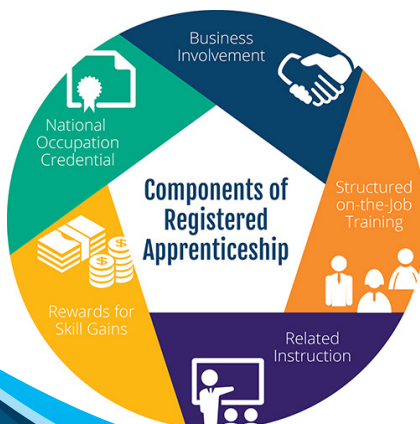 Business
Involvement
National
Occupation
Credential
Components of
Registered
Apprenticeship
Structured
on-the-Job
Training
Rewards for
Skill Gains
Related
Instruction